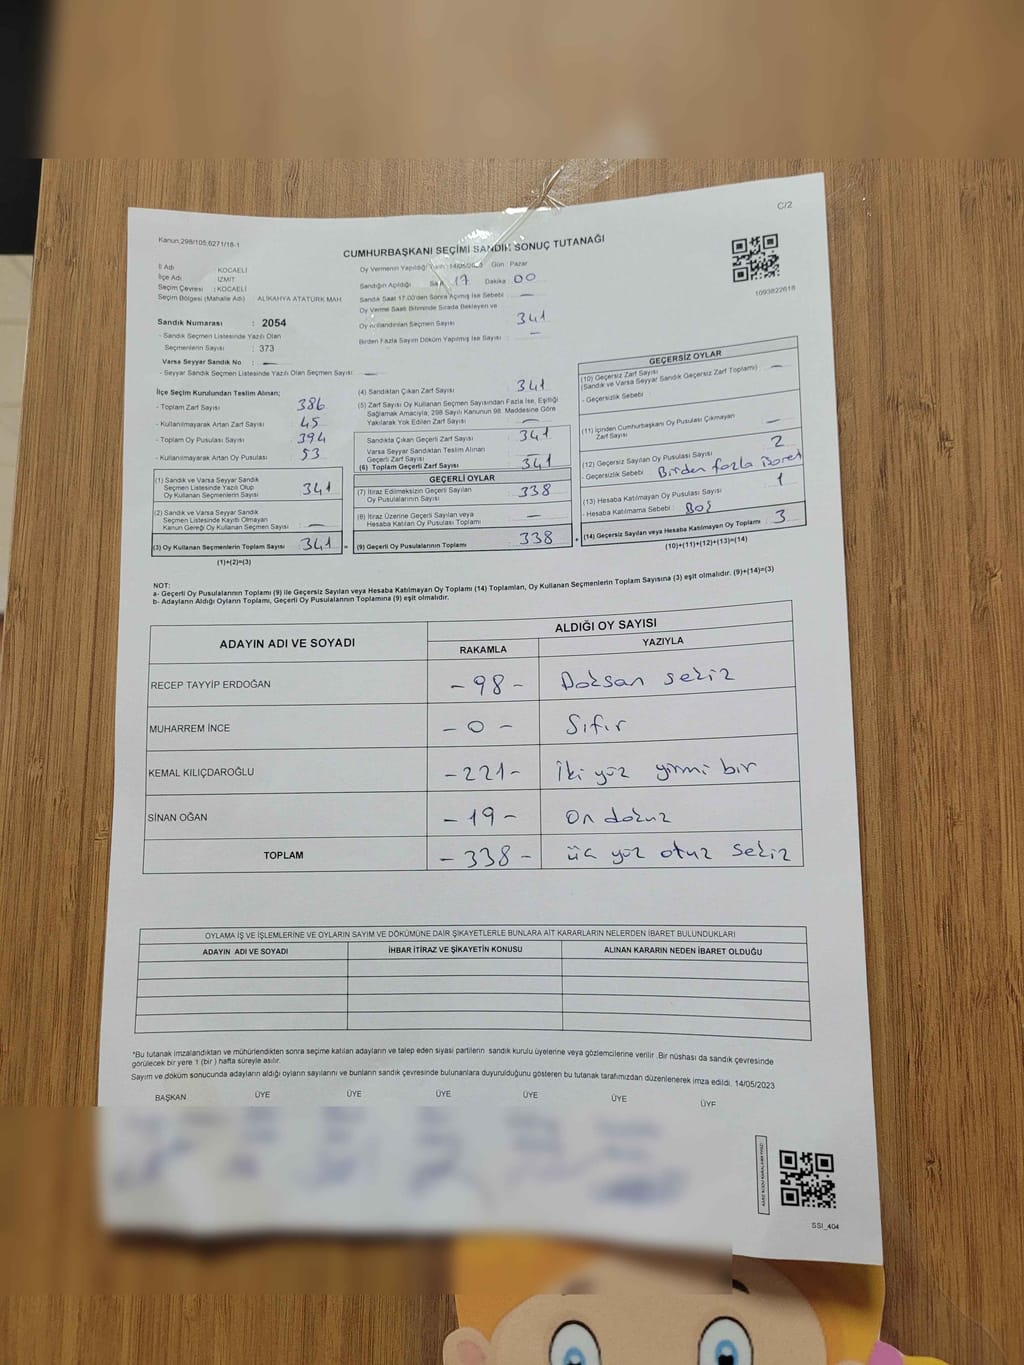 C/2
Kanun,298/105;6271/18-1
CUMHURBAŞKANI SEÇİMİ SANDIK SONUÇ TUTANAĞI
1093822618
İl Adı : KOCAELİ
İlçe Adı : İZMİT
Seçim Çevresi : KOCAELİ
Seçim Bölgesi (Mahalle Adı) ALİKAHYA ATATÜRK MAH
Sandık Numarası : 2054
- Sandık Seçmen Listesinde Yazılı Olan
Seçmenlerin Sayısı : 373
Varsa Seyyar Sandık No : —
- Seyyar Sandık Seçmen Listesinde Yazılı Olan Seçmen Sayısı: —
Oy Vermenin Yapıldığı 14/05/ Gün : Pazar
Sandığın Açıldığı 17 Dakika 00
Sandık Saat 17.00'den Sonra Açmış İse Sebebi —
Oy Verme Saati Bitiminde Sırada Bekleyen ve
Oy Kullandırılan Seçmen Sayısı 341
Birden Fazla Sayım Döküm Yapılmış İse Sayısı : —
İlçe Seçim Kurulundan Teslim Alınan;
- Toplam Zarf Sayısı 386
- Kullanılmayarak Artan Zarf Sayısı 45
- Toplam Oy Pusulası Sayısı 394
- Kullanılmayarak Artan Oy Pusulası 53
(1) Sandık ve Varsa Seyyar Sandık
Seçmen Listesinde Yazılı Olup
Oy Kullanan Seçmenlerin Sayısı 341
(2) Sandık ve Varsa Seyyar Sandık
Seçmen Listesinde Kayıtlı Olmayan
Kanun Gereği Oy Kullanan Seçmen Sayısı —
(3) Oy Kullanan Seçmenlerin Toplam Sayısı 341 =
(1)+(2)=(3)
(4) Sandıktan Çıkan Zarf Sayısı 341
(5) Zarf Sayısı Oy Kullanan Seçmen Sayısından Fazla İse, Eşitliği
Sağlamak Amacıyla, 298 Sayılı Kanunun 98. Maddesine Göre
Yakılarak Yok Edilen Zarf Sayısı —
Sandıkta Çıkan Geçerli Zarf Sayısı 341
Varsa Seyyar Sandıktan Teslim Alınan
Geçerli Zarf Sayısı —
(6) Toplam Geçerli Zarf Sayısı 341
GEÇERLİ OYLAR
(7) İtiraz Edilmeksizin Geçerli Sayılan
Oy Pusulalarının Sayısı 338
(8) İtiraz Üzerine Geçerli Sayılan veya
Hesaba Katılan Oy Pusulası Toplamı —
(9) Geçerli Oy Pusulalarının Toplamı 338 +
GEÇERSİZ OYLAR
(10) Geçersiz Zarf Sayısı
(Sandık ve Varsa Seyyar Sandık Geçersiz Zarf Toplamı) —
- Geçersizlik Sebebi :
(11) İçinden Cumhurbaşkanı Oy Pusulası Çıkmayan
Zarf Sayısı —
(12) Geçersiz Sayılan Oy Pusulası Sayısı 2
- Geçersizlik Sebebi Birden fazla
(13) Hesaba Katılmayan Oy Pusulası Sayısı 1
- Hesaba Katılmama Sebebi : Boş
(14) Geçersiz Sayılan veya Hesaba Katılmayan Oy Toplamı 3
(10)+(11)+(12)+(13)=(14)
NOT:
a- Geçerli Oy Pusulalarının Toplamı (9) ile Geçersiz Sayılan veya Hesaba Katılmayan Oy Toplamı (14) Toplamları, Oy Kullanan Seçmenlerin Toplam Sayısına (3) eşit olmalıdır. (9)+(14)=(3)
b- Adayların Aldığı Oyların Toplamı, Geçerli Oy Pusulalarının Toplamına (9) eşit olmalıdır.
ADAYIN ADI VE SOYADI
ALDIĞI OY SAYISI
RAKAMLA YAZIYLA
RECEP TAYYİP ERDOĞAN -98- Doksan sekiz
MUHARREM İNCE -0- Sıfır
KEMAL KILIÇDAROĞLU -221- İki yüz yirmi bir
SİNAN OĞAN -19- On dokuz
TOPLAM -338- üç yüz otuz sekiz
OYLAMA İŞ VE İŞLEMLERİNE VE OYLARIN SAYIM VE DÖKÜMÜNE DAİR ŞİKAYETLERLE BUNLARA AİT KARARLARIN NELERDEN İBARET BULUNDUKLARI
ADAYIN ADI VE SOYADI İHBAR İTİRAZ VE ŞİKAYETİN KONUSU ALINAN KARARIN NEDEN İBARET OLDUĞU
*Bu tutanak imzalandıktan ve mühürlendikten sonra seçime katılan adayların ve talep eden siyasi partilerin sandık kurulu üyelerine veya gözlemcilerine verilir .Bir nüshası da sandık çevresinde
görülecek bir yere 1 (bir ) hafta süreyle asılır.
Sayım ve döküm sonucunda adayların aldığı oyların sayılarını ve bunların sandık çevresinde bulunanlara duyurulduğunu gösteren bu tutanak tarafımızdan düzenlenerek imza edildi. 14/05/2023
BAŞKAN ÜYE ÜYE ÜYE ÜYE ÜYE ÜYE
SSI_404